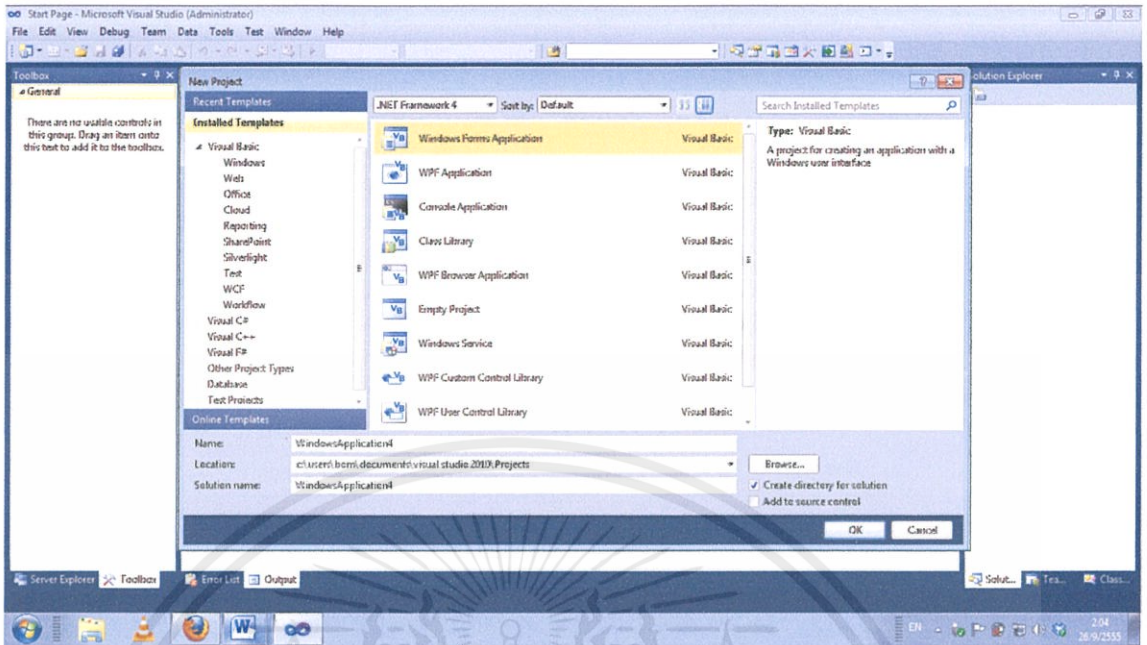 Start Page - Microsoft Visual Studio (Administrator)
File Edit View Debug Team Data Tools Test Window Help
Toolbox
General
There are no usable controls in
this group. Drag an item onto
this text to add it to the toolbox.
New Project
Recent Templates
Installed Templates
Visual Basic
Windows
Web
Office
Cloud
Reporting
SharePoint
Silverlight
Test
WCF
Workflow
Visual C#
Visual C++
Visual F#
Other Project Types
Database
Test Projects
Online Templates
.NET Framework 4 Sort by: Default
Windows Forms Application Visual Basic
WPF Application Visual Basic
Console Application Visual Basic
Class Library Visual Basic
WPF Browser Application Visual Basic
Empty Project Visual Basic
Windows Service Visual Basic
WPF Custom Control Library Visual Basic
WPF User Control Library Visual Basic
Search Installed Templates
Type: Visual Basic
A project for creating an application with a
Windows user interface
Name: WindowsApplication4
Location: c:\users\bom\documents\visual studio 2010\Projects
Browse...
Solution name: WindowsApplication4
Create directory for solution
Add to source control
OK Cancel
olution Explorer
Server Explorer Toolbox Error List Output
Solut... Tea... Class...
EN
2:04
26/9/2555